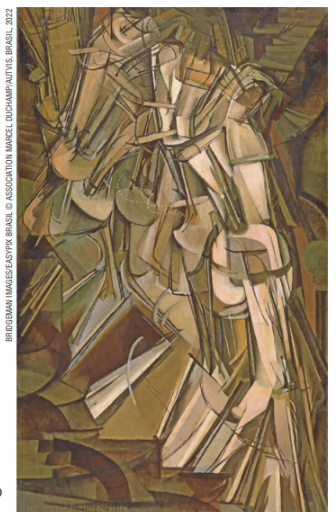 BRIDGEMAN IMAGES/EASYPIX BRASIL © ASSOCIATION MARCEL DUCHAMP/AUTVIS, BRASIL, 2022